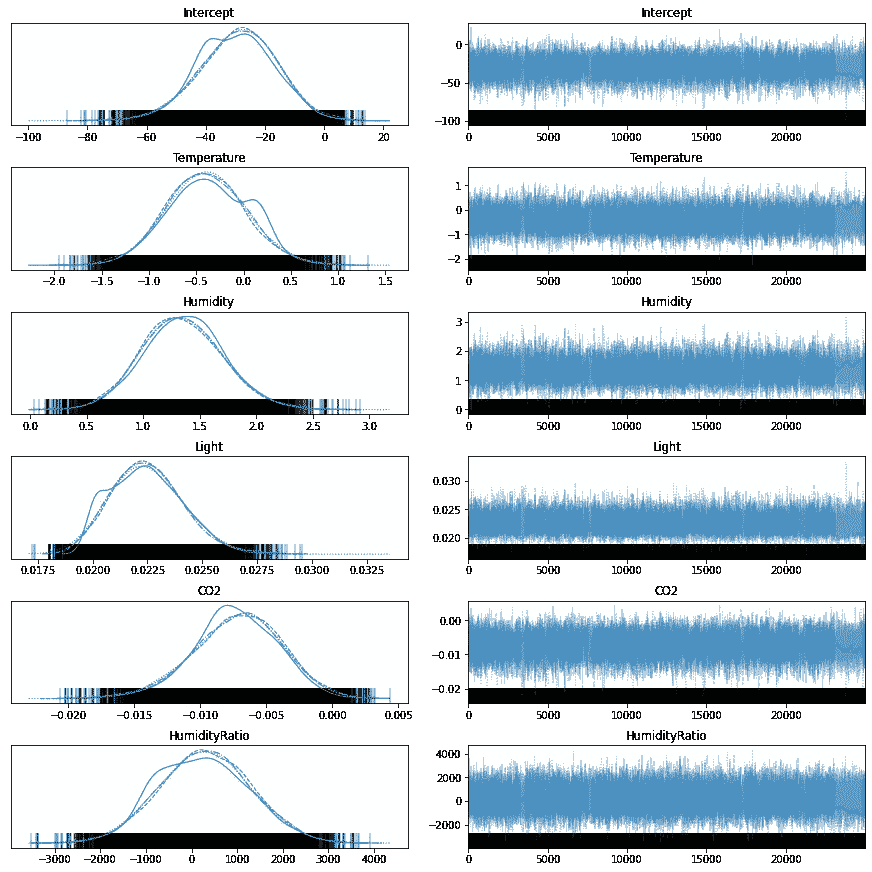 Intercept Intercept
0
−50
−100
−100 −80 −60 −40 −20 0 20 0 5000 10000 15000 20000
Temperature Temperature
1
0
−1
−2
−2.0 −1.5 −1.0 −0.5 0.0 0.5 1.0 1.5 0 5000 10000 15000 20000
Humidity Humidity
3
2
1
0
0.0 0.5 1.0 1.5 2.0 2.5 3.0 0 5000 10000 15000 20000
Light Light
0.030
0.025
0.020
0.0175 0.0200 0.0225 0.0250 0.0275 0.0300 0.0325 0 5000 10000 15000 20000
CO2 CO2
0.00
−0.01
−0.02
−0.020 −0.015 −0.010 −0.005 0.000 0.005 0 5000 10000 15000 20000
HumidityRatio HumidityRatio
4000
2000
0
−2000
−3000 −2000 −1000 0 1000 2000 3000 4000 0 5000 10000 15000 20000